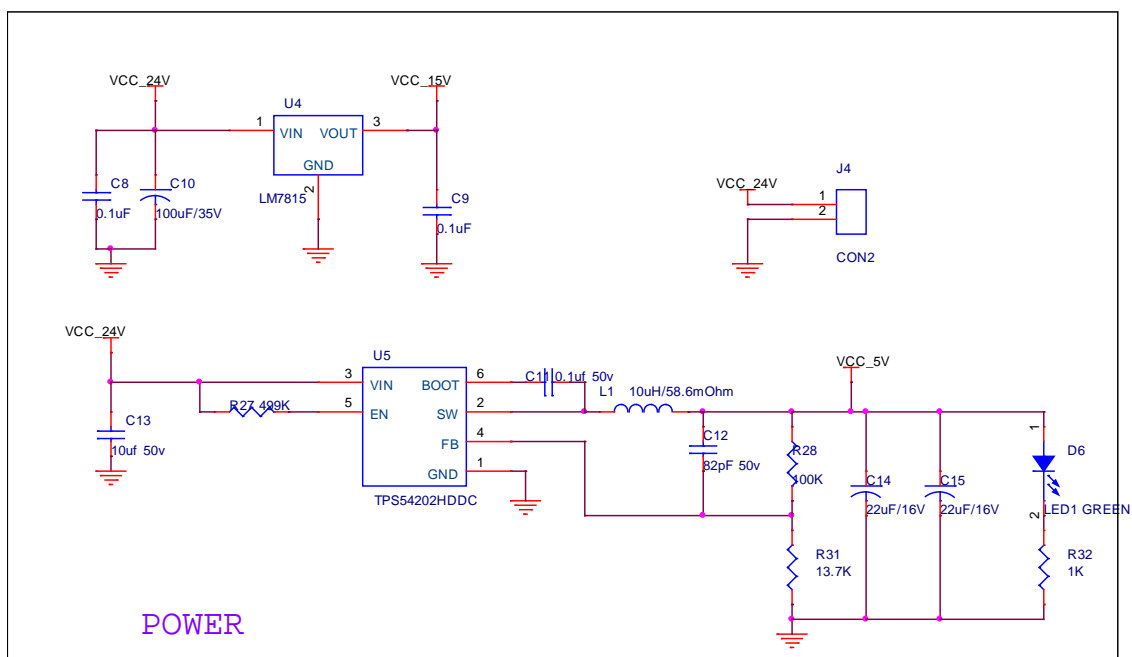 VCC_24V
VCC_15V
U4
1
VIN
VOUT
3
GND
2
LM7815
C8
0.1uF
C10
100uF/35V
C9
0.1uF
J4
VCC_24V
1
2
CON2
VCC_24V
U5
3
VIN
BOOT
6
C11 0.1uf 50v
R27 499K
5
EN
SW
2
L1
10uH/58.6mOhm
VCC_5V
FB
4
GND
1
TPS54202HDDC
C13
10uf 50v
C12
82pF 50v
R28
100K
C14
22uF/16V
C15
22uF/16V
1
D6
2
LED1 GREEN
R31
13.7K
R32
1K
POWER